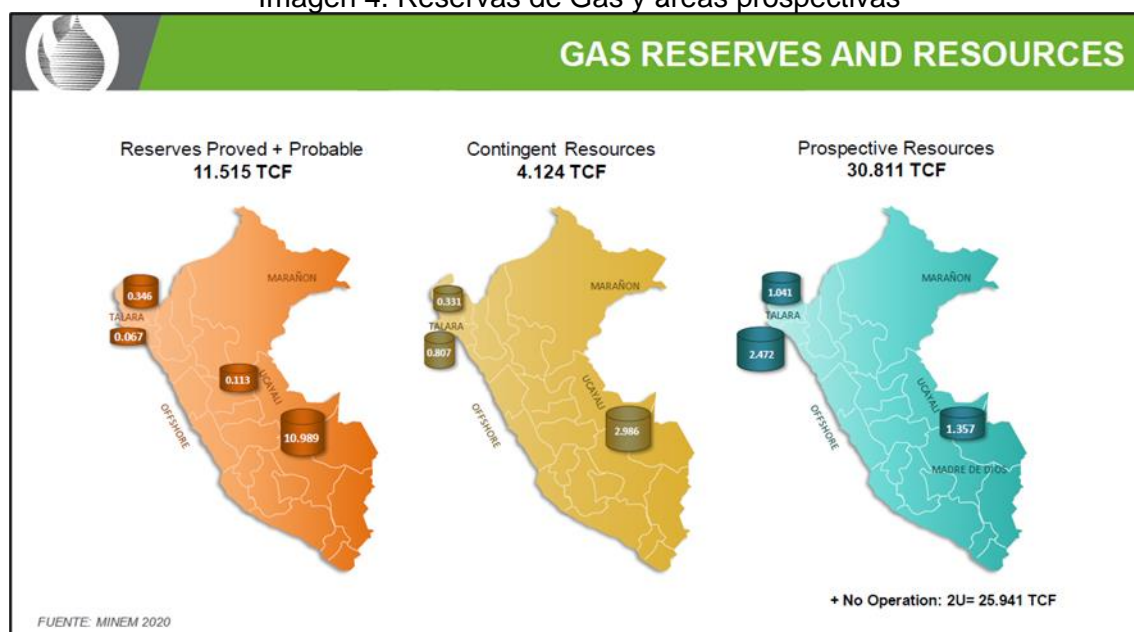 Imagen 4. Reservas de Gas y áreas prospectivas
GAS RESERVES AND RESOURCES
Reserves Proved + Probable
11.515 TCF
MARAÑON
0.346
TALARA
0.067
0.113
UCAYALI
OFFSHORE
10.989
Contingent Resources
4.124 TCF
MARAÑON
0.331
TALARA
0.807
UCAYALI
OFFSHORE
2.986
Prospective Resources
30.811 TCF
MARAÑON
1.041
TALARA
2.472
UCAYALI
OFFSHORE
1.357
MADRE DE DIOS
+ No Operation: 2U= 25.941 TCF
FUENTE: MINEM 2020